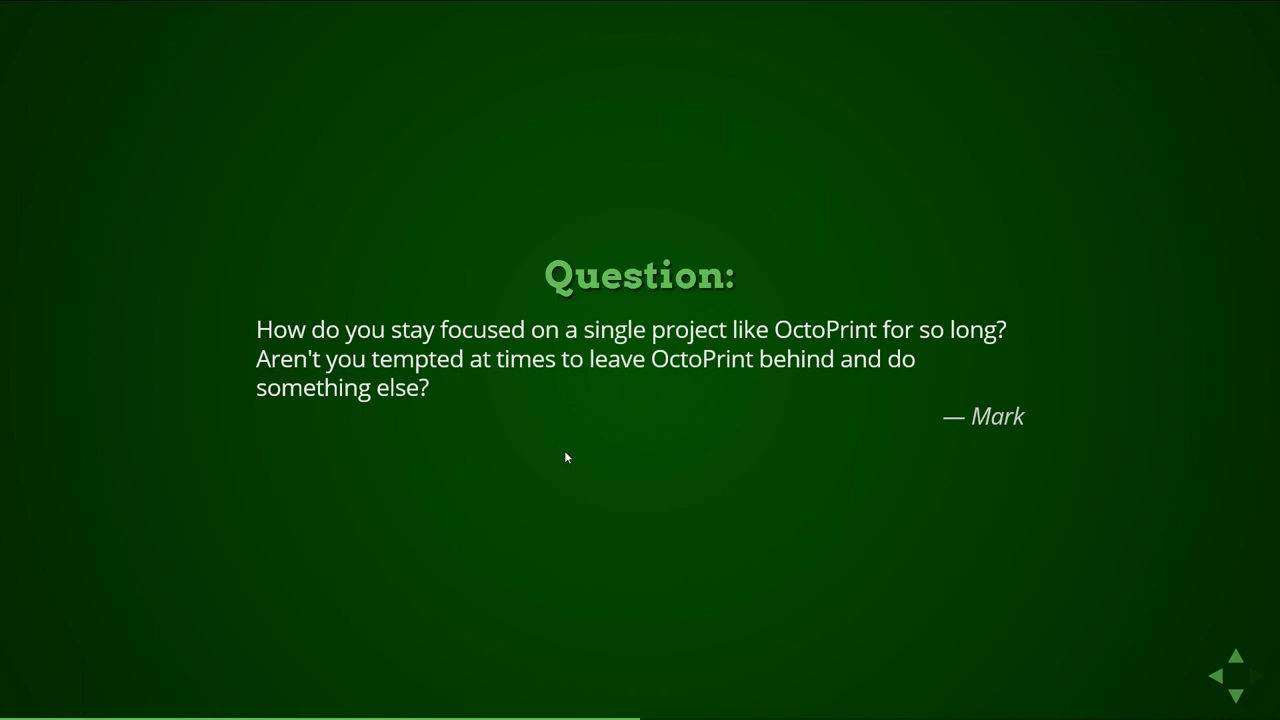 Question:
How do you stay focused on a single project like OctoPrint for so long?
Aren't you tempted at times to leave OctoPrint behind and do
something else?
— Mark